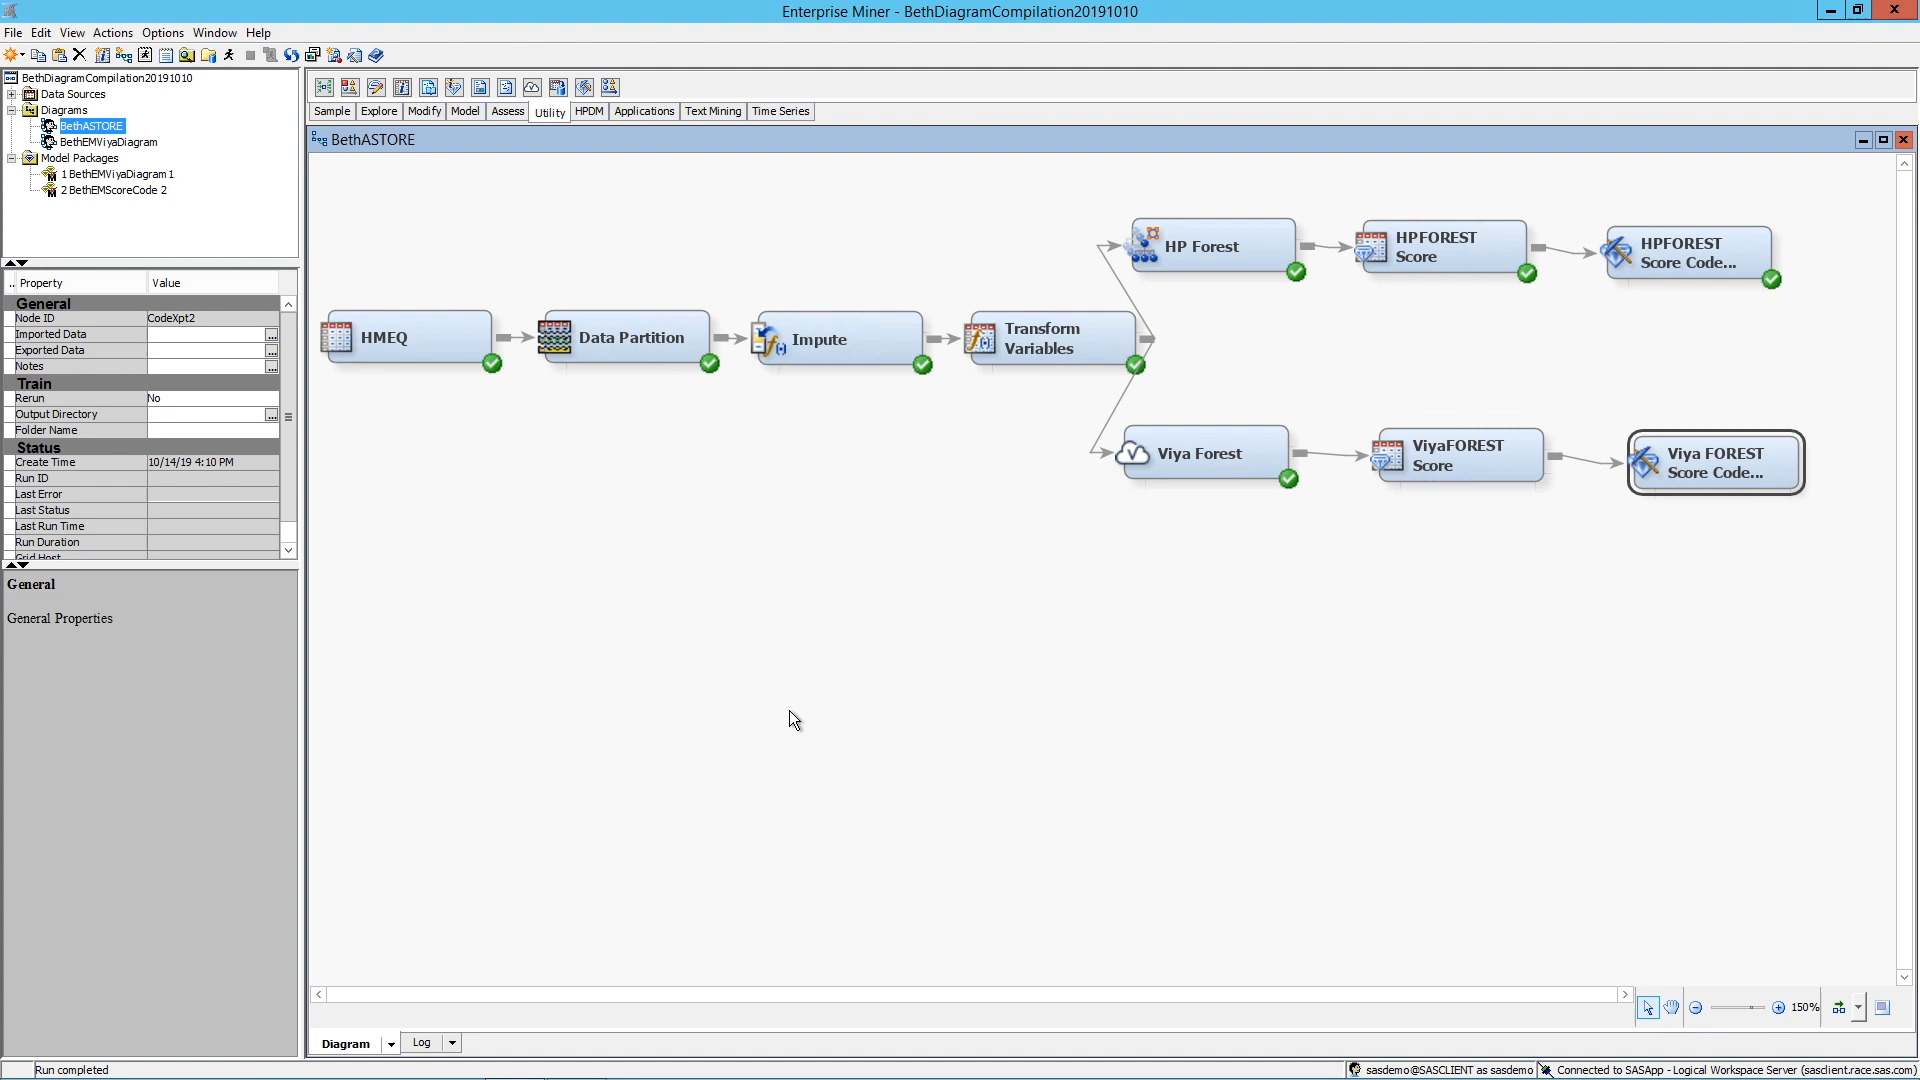 Enterprise Miner - BethDiagramCompilation20191010
File Edit View Actions Options Window Help
BethDiagramCompilation20191010
Data Sources
Diagrams
BethASTORE
BethEMViyaDiagram
Model Packages
1 BethEMViyaDiagram 1
2 BethEMScoreCode 2
Sample Explore Modify Model Assess Utility HPDM Applications Text Mining Time Series
BethASTORE
.. Property Value
General
Node ID CodeXpt2
Imported Data ...
Exported Data ...
Notes ...
Train
Rerun No
Output Directory ...
Folder Name
Status
Create Time 10/14/19 4:10 PM
Run ID
Last Error
Last Status
Last Run Time
Run Duration
Grid Host
General
General Properties
HMEQ
Data Partition
Impute
Transform
Variables
HP Forest
HPFOREST
Score
HPFOREST
Score Code...
Viya Forest
ViyaFOREST
Score
Viya FOREST
Score Code...
150%
Diagram Log
Run completed
sasdemo@SASCLIENT as sasdemo
Connected to SASApp - Logical Workspace Server (sasclient.race.sas.com)